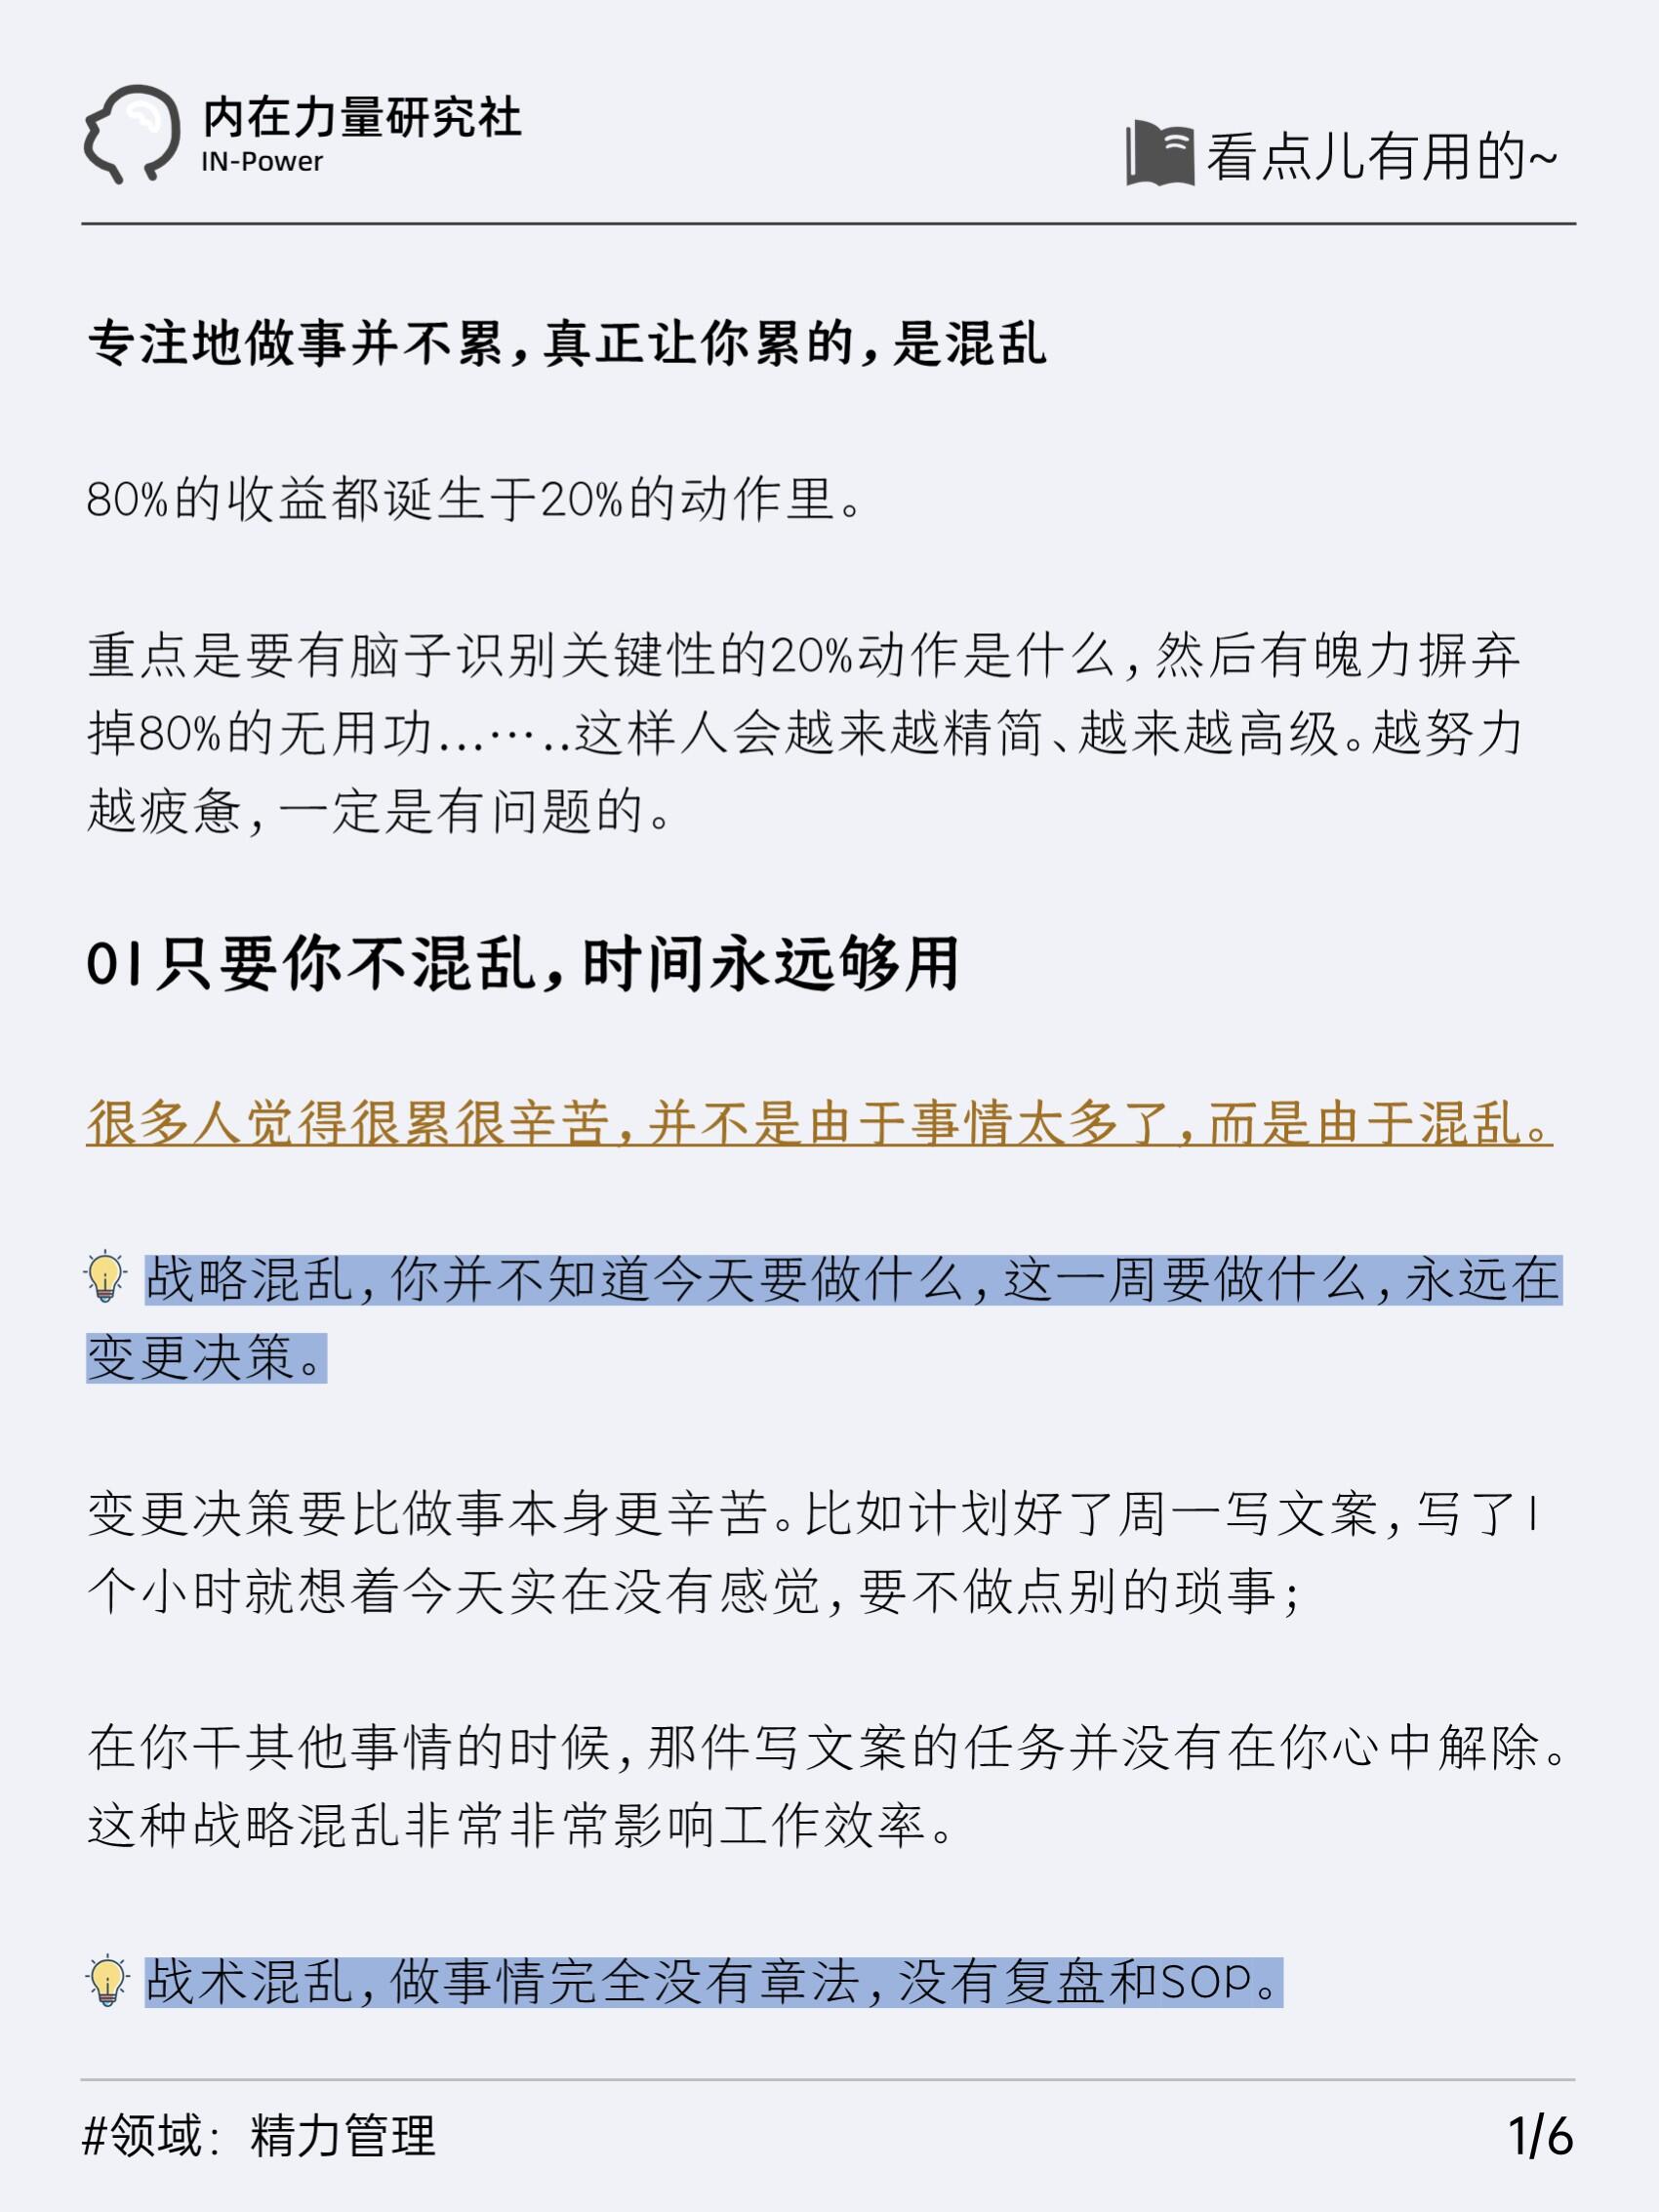 内在力量研究社
IN-Power
看点儿有用的~
专注地做事并不累，真正让你累的，是混乱
80%的收益都诞生于20%的动作里。
重点是要有脑子识别关键性的20%动作是什么，然后有魄力摒弃
掉80%的无用功...⋯..这样人会越来越精简、越来越高级。越努力
越疲惫，一定是有问题的。
01只要你不混乱，时间永远够用
很多人觉得很累很辛苦，并不是由于事情太多了，而是由于混乱。
💡战略混乱，你并不知道今天要做什么，这一周要做什么，永远在
变更决策。
变更决策要比做事本身更辛苦。比如计划好了周一写文案，写了1
个小时就想着今天实在没有感觉，要不做点别的琐事；
在你干其他事情的时候，那件写文案的任务并没有在你心中解除。
这种战略混乱非常非常影响工作效率。
💡战术混乱，做事情完全没有章法，没有复盘和SOP。
#领域：精力管理
1/6